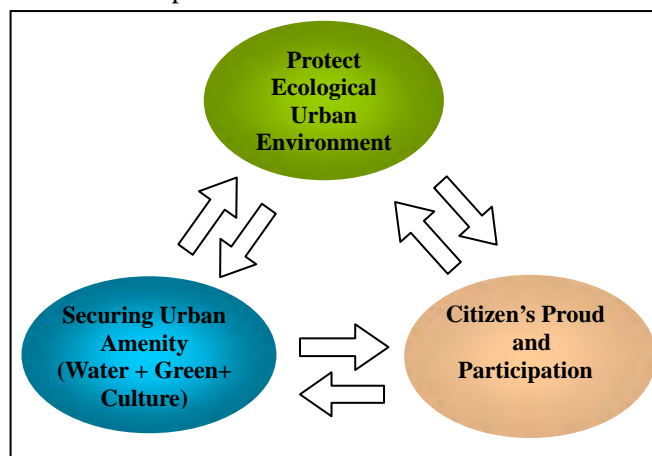 Protect
Ecological
Urban
Environment
Securing Urban
Amenity
(Water + Green+
Culture)
Citizen's Proud
and
Participation